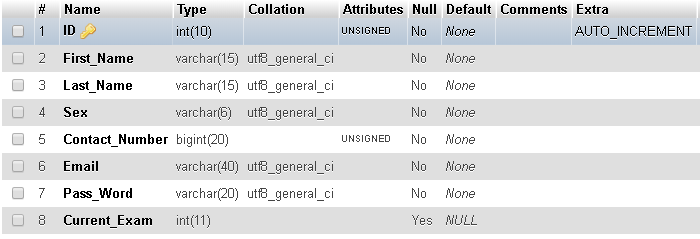 # Name Type Collation Attributes Null Default Comments Extra
1 ID int(10) UNSIGNED No None AUTO_INCREMENT
2 First_Name varchar(15) utf8_general_ci No None
3 Last_Name varchar(15) utf8_general_ci No None
4 Sex varchar(6) utf8_general_ci No None
5 Contact_Number bigint(20) UNSIGNED No None
6 Email varchar(40) utf8_general_ci No None
7 Pass_Word varchar(20) utf8_general_ci No None
8 Current_Exam int(11) Yes NULL